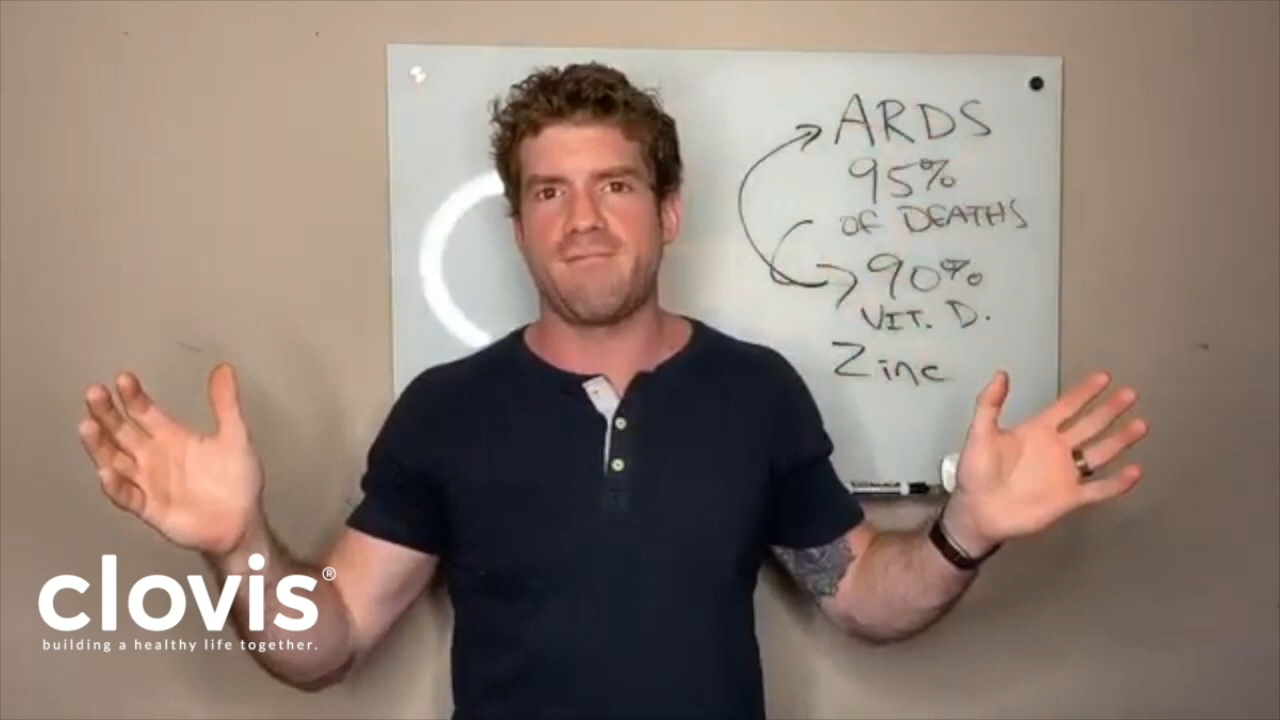 ARDS
95%
OF DEATHS
90%
VIT. D.
Zinc
clovis®
building a healthy life together.